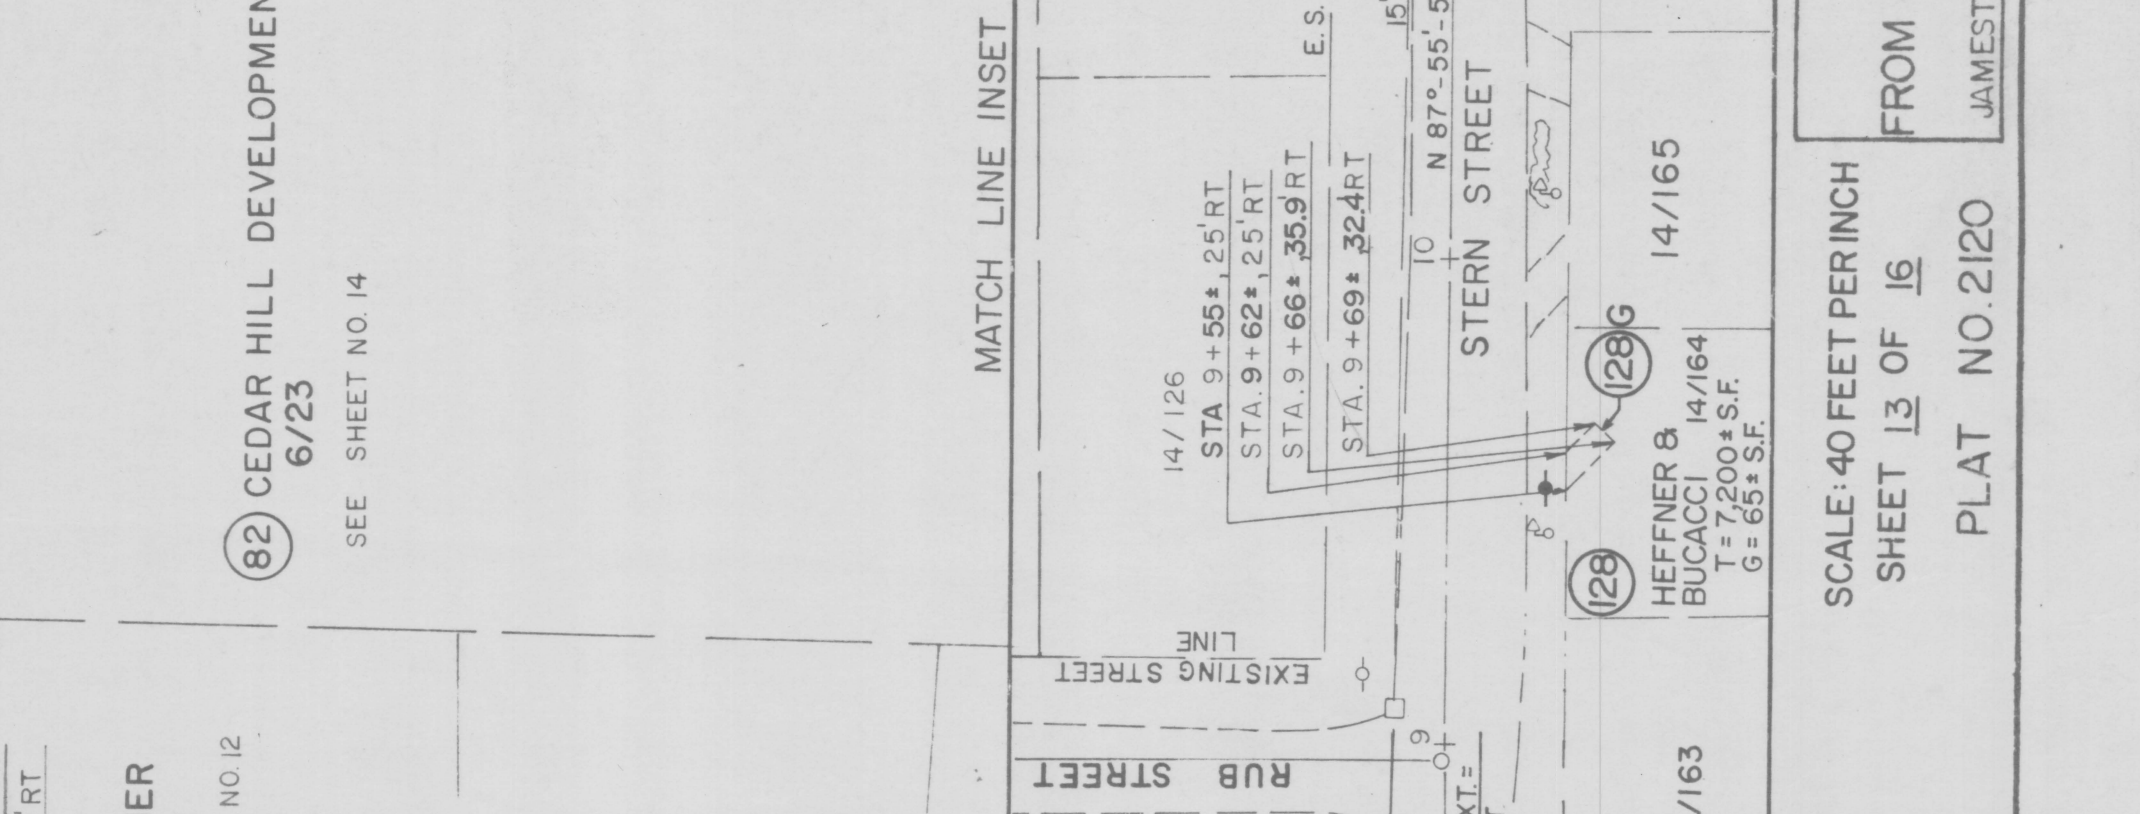 82 CEDAR HILL DEVELOPMEN
6/23
SEE SHEET NO. 14
'RT
ER
NO. 12
MATCH LINE INSET
14/126
STA 9+55±, 25' RT
STA. 9+62±, 25' RT
STA. 9+66± ,35.9' RT
STA. 9+69± ,32.4' RT
E. S.
15'
10
N 87°-55'-5
STERN STREET
EXISTING STREET
LINE
RUB STREET
9
XT.=
T
128 G
128
14/165
HEFFNER &
BUCACCI 14/164
T = 7,200± S.F.
G = 65± S.F.
/163
SCALE: 40 FEET PER INCH
SHEET 13 OF 16
PLAT NO. 2120
FROM
JAMEST